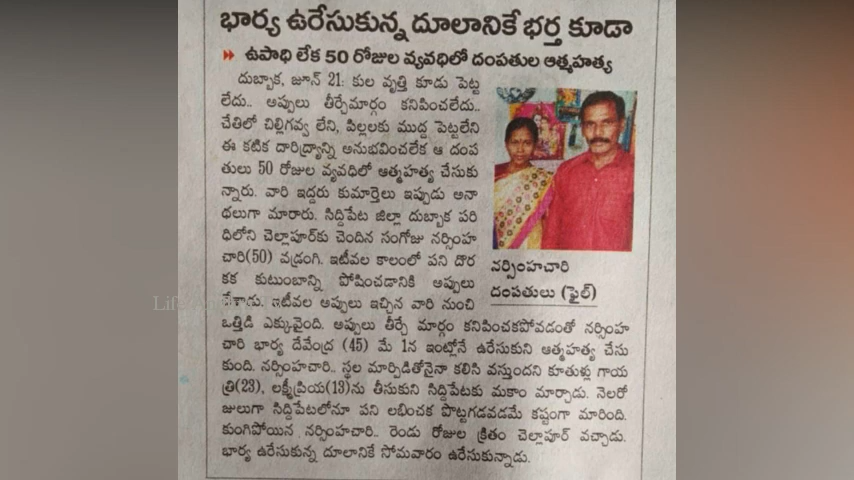 భార్య ఉరేసుకున్న దూలానికే భర్త కూడా
ఉపాధి లేక 50 రోజుల వ్యవధిలో దంపతుల ఆత్మహత్య
దుబ్బాక, జూన్ 21: కుల వృత్తి కూడు పెట్ట
లేదు.. అప్పులు తీర్చేమార్గం కనిపించలేదు..
చేతిలో చిల్లిగవ్వ లేని, పిల్లలకు ముద్ద పెట్టలేని
ఈ కటిక దారిద్ర్యాన్ని అనుభవించలేక ఆ దంప
తులు 50 రోజుల వ్యవధిలో ఆత్మహత్య చేసుకు
న్నారు. వారి ఇద్దరు కుమార్తెలు ఇప్పుడు అనా
థలుగా మారారు. సిద్దిపేట జిల్లా దుబ్బాక పరి
ధిలోని చెల్లాపూర్‌కు చెందిన సంగోజు నర్సింహ
చారి(50) వడ్రంగి. ఇటీవల కాలంలో పని దొర
కక కుటుంబాన్ని పోషించడానికి అప్పులు
చేశాడు. ఇటీవల అప్పులు ఇచ్చిన వారి నుంచి
ఒత్తిడి ఎక్కువైంది. అప్పులు తీర్చే మార్గం కనిపించకపోవడంతో నర్సింహ
చారి భార్య దేవేంద్ర (45) మే 1న ఇంట్లోనే ఉరేసుకుని ఆత్మహత్య చేసు
కుంది. నర్సింహచారి.. స్థల మార్పిడితోనైనా కలిసి వస్తుందని కూతుళ్లు గాయ
త్రి(23), లక్ష్మీప్రియ(13)ను తీసుకుని సిద్దిపేటకు మకాం మార్చాడు. నెలరో
జులుగా సిద్దిపేటలోనూ పని లభించక పొట్టగడవడమే కష్టంగా మారింది.
కుంగిపోయిన నర్సింహచారి.. రెండు రోజుల క్రితం చెల్లాపూర్ వచ్చాడు.
భార్య ఉరేసుకున్న దూలానికే సోమవారం ఉరేసుకున్నాడు.
నర్సింహచారి
దంపతులు (ఫైల్)